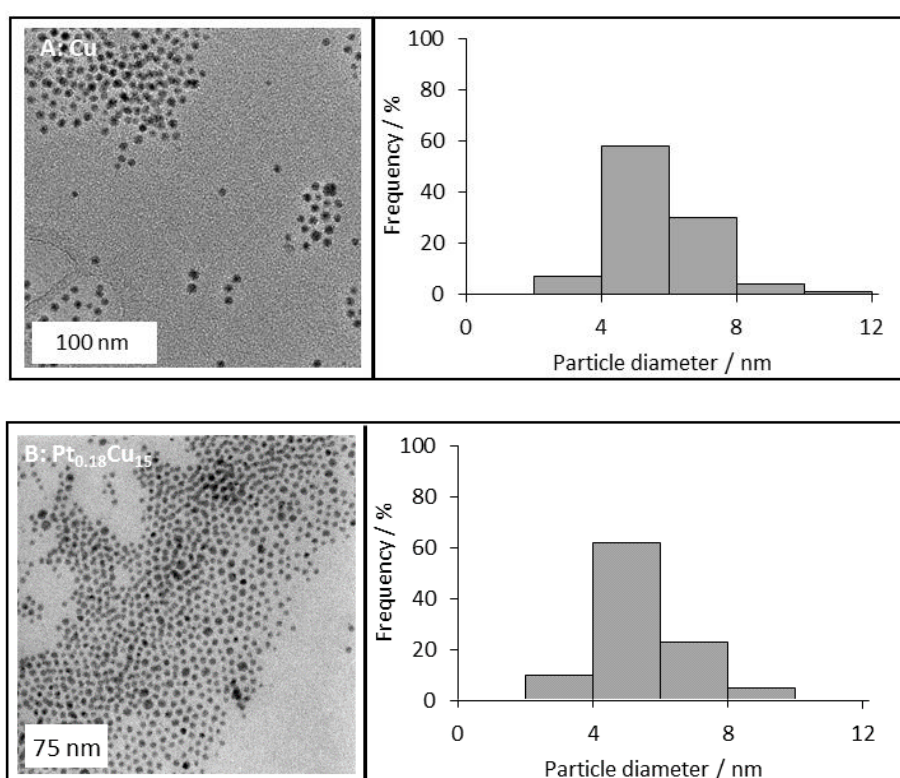 A: Cu
100 nm
100
80
60
40
20
0
Frequency / %
0 4 8 12
Particle diameter / nm
B: Pt0.18Cu15
75 nm
100
80
60
40
20
0
Frequency / %
0 4 8 12
Particle diameter / nm